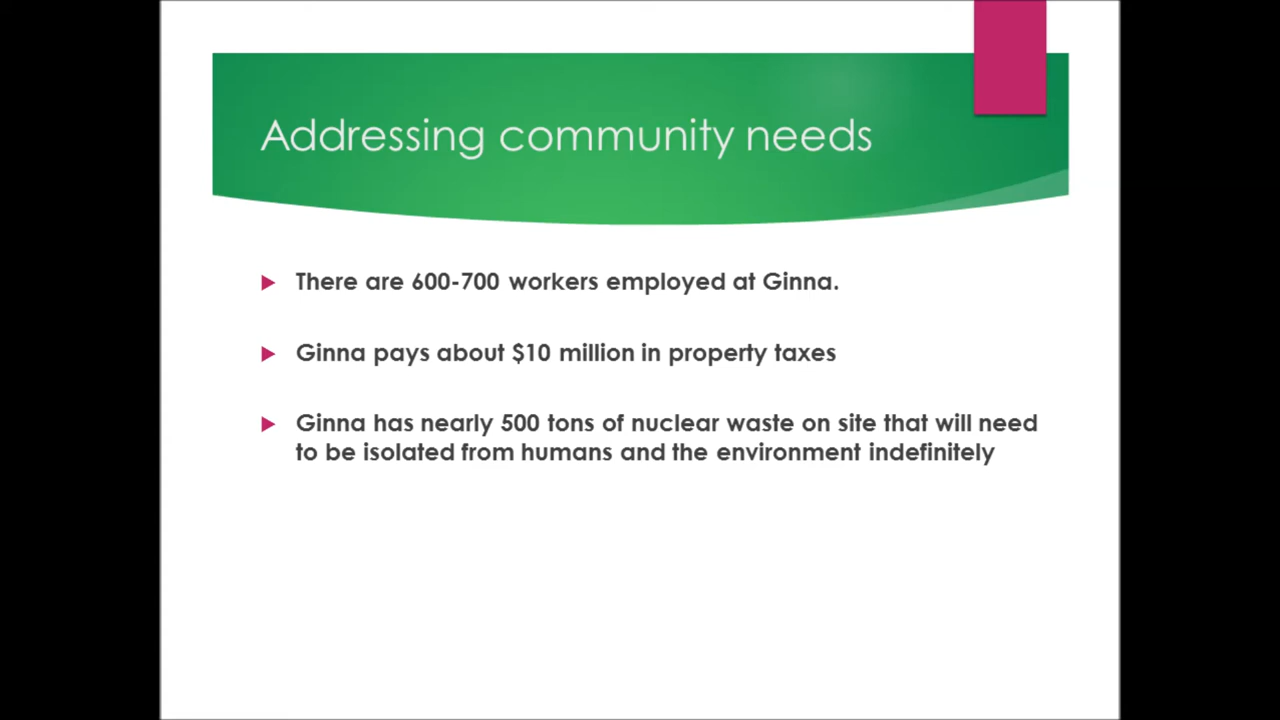 Addressing community needs
There are 600-700 workers employed at Ginna.
Ginna pays about $10 million in property taxes
Ginna has nearly 500 tons of nuclear waste on site that will need
to be isolated from humans and the environment indefinitely